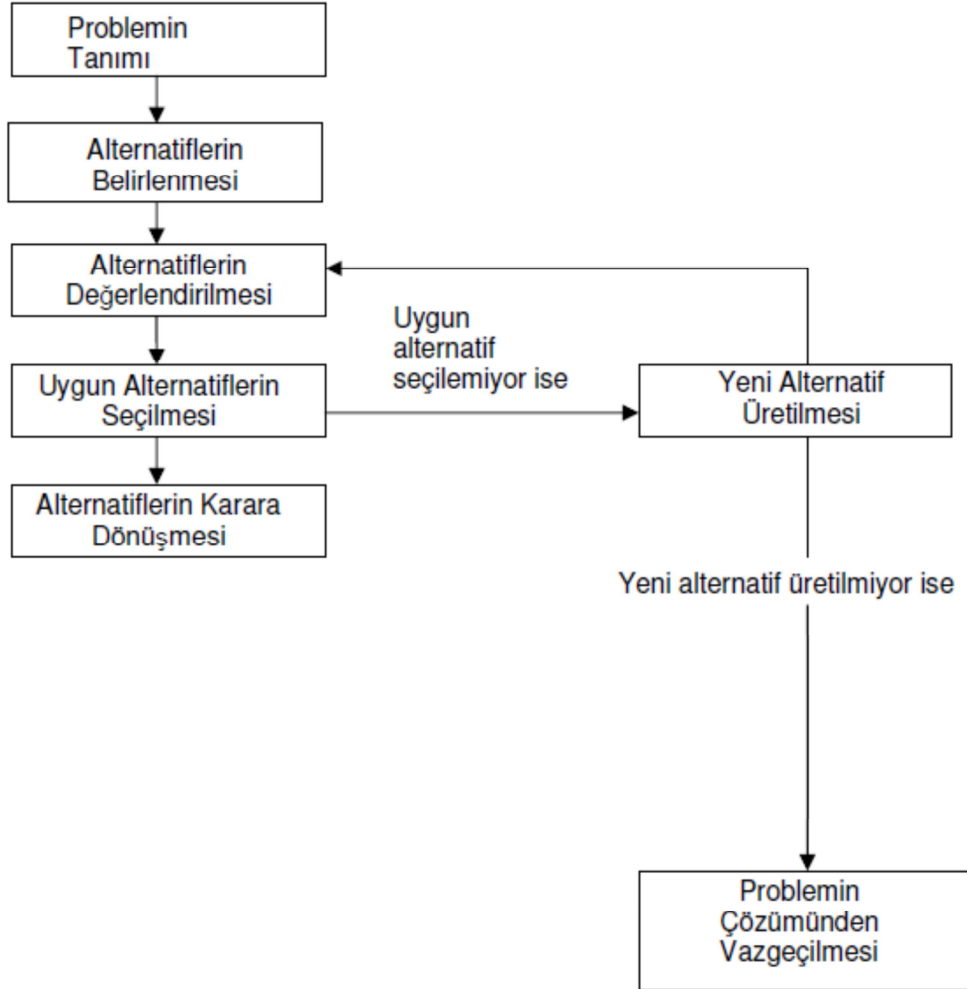 Problemin
Tanımı
Alternatiflerin
Belirlenmesi
Alternatiflerin
Değerlendirilmesi
Uygun
alternatif
seçilemiyor ise
Uygun Alternatiflerin
Seçilmesi
Yeni Alternatif
Üretilmesi
Alternatiflerin Karara
Dönüşmesi
Yeni alternatif üretilmiyor ise
Problemin
Çözümünden
Vazgeçilmesi